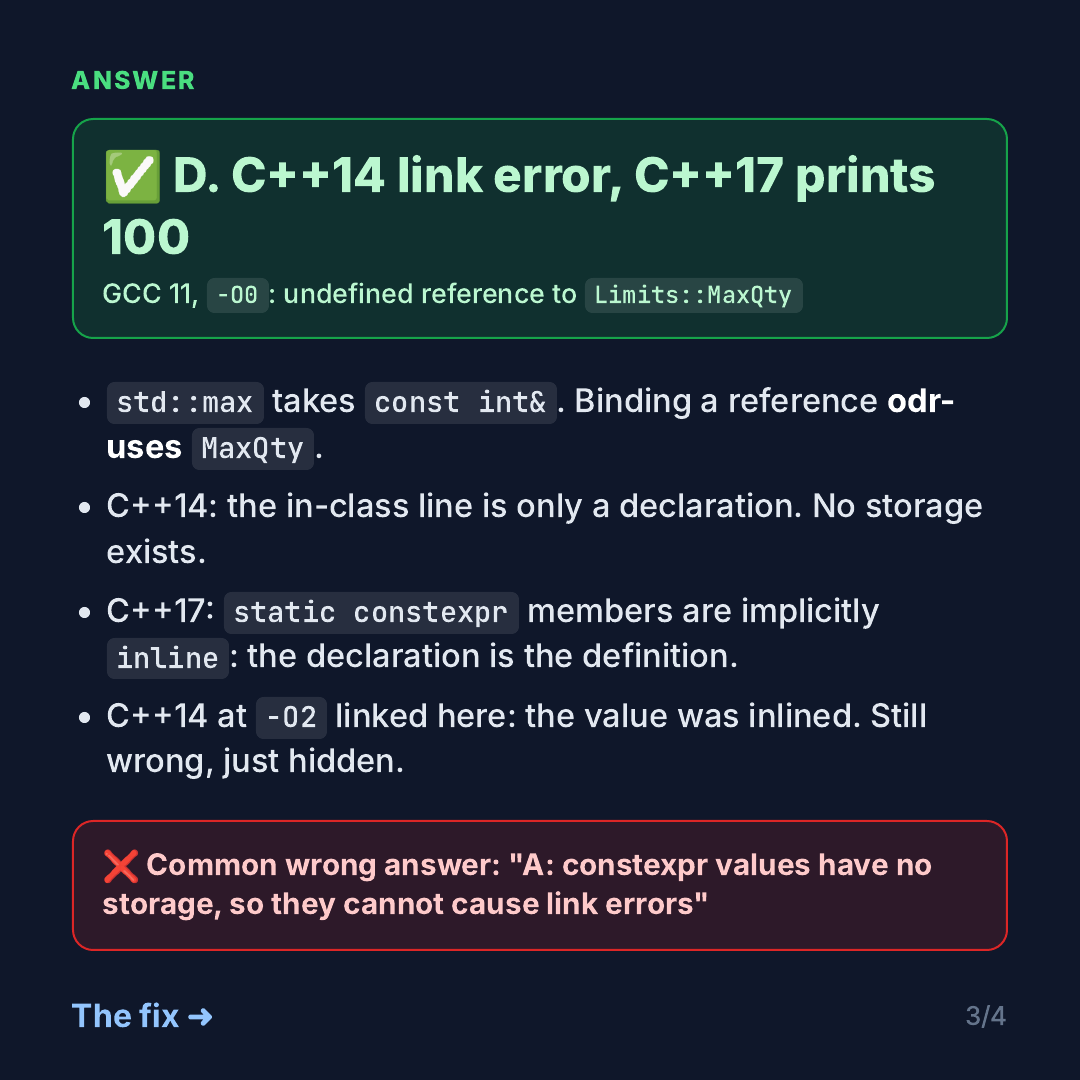 ANSWER
✅ D. C++14 link error, C++17 prints
100
GCC 11, -O0: undefined reference to Limits::MaxQty
• std::max takes const int&. Binding a reference odr-
uses MaxQty.
• C++14: the in-class line is only a declaration. No storage
exists.
• C++17: static constexpr members are implicitly
inline: the declaration is the definition.
• C++14 at -O2 linked here: the value was inlined. Still
wrong, just hidden.
❌ Common wrong answer: "A: constexpr values have no
storage, so they cannot cause link errors"
The fix ➜
3/4